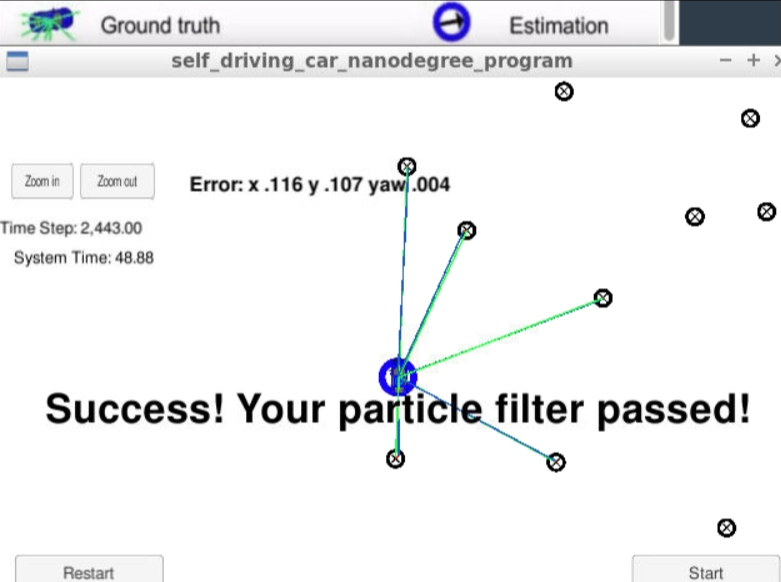 Ground truth Estimation
self_driving_car_nanodegree_program
Zoom in Zoom out Error: x .116 y .107 yaw .004
Time Step: 2,443.00
System Time: 48.88
Success! Your particle filter passed!
Restart Start